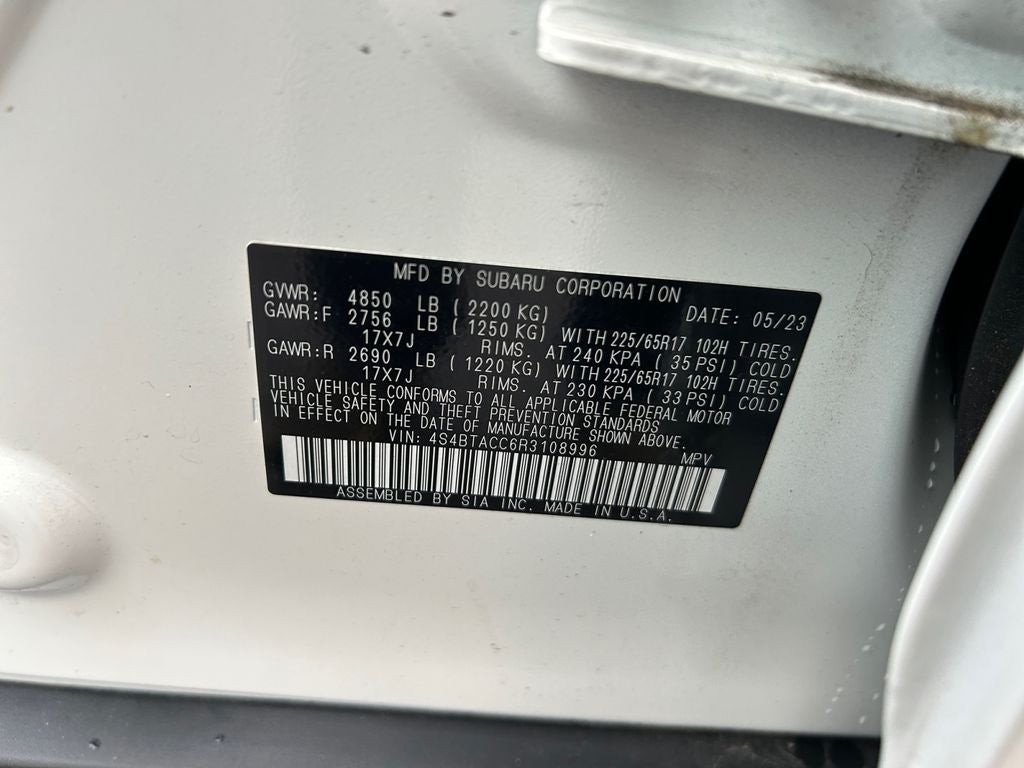 MFD BY SUBARU CORPORATION
GVWR: 4850 LB ( 2200 KG) DATE: 05/23
GAWR:F 2756 LB ( 1250 KG) WITH 225/65R17 102H TIRES.
17X7J RIMS. AT 240 KPA ( 35 PSI) COLD
GAWR:R 2690 LB ( 1220 KG) WITH 225/65R17 102H TIRES.
17X7J RIMS. AT 230 KPA ( 33 PSI) COLD
THIS VEHICLE CONFORMS TO ALL APPLICABLE FEDERAL MOTOR
VEHICLE SAFETY AND THEFT PREVENTION STANDARDS
IN EFFECT ON THE DATE OF MANUFACTURE SHOWN ABOVE.
VIN: 4S4BTACC6R3108996 MPV
ASSEMBLED BY SIA INC. MADE IN U.S.A.